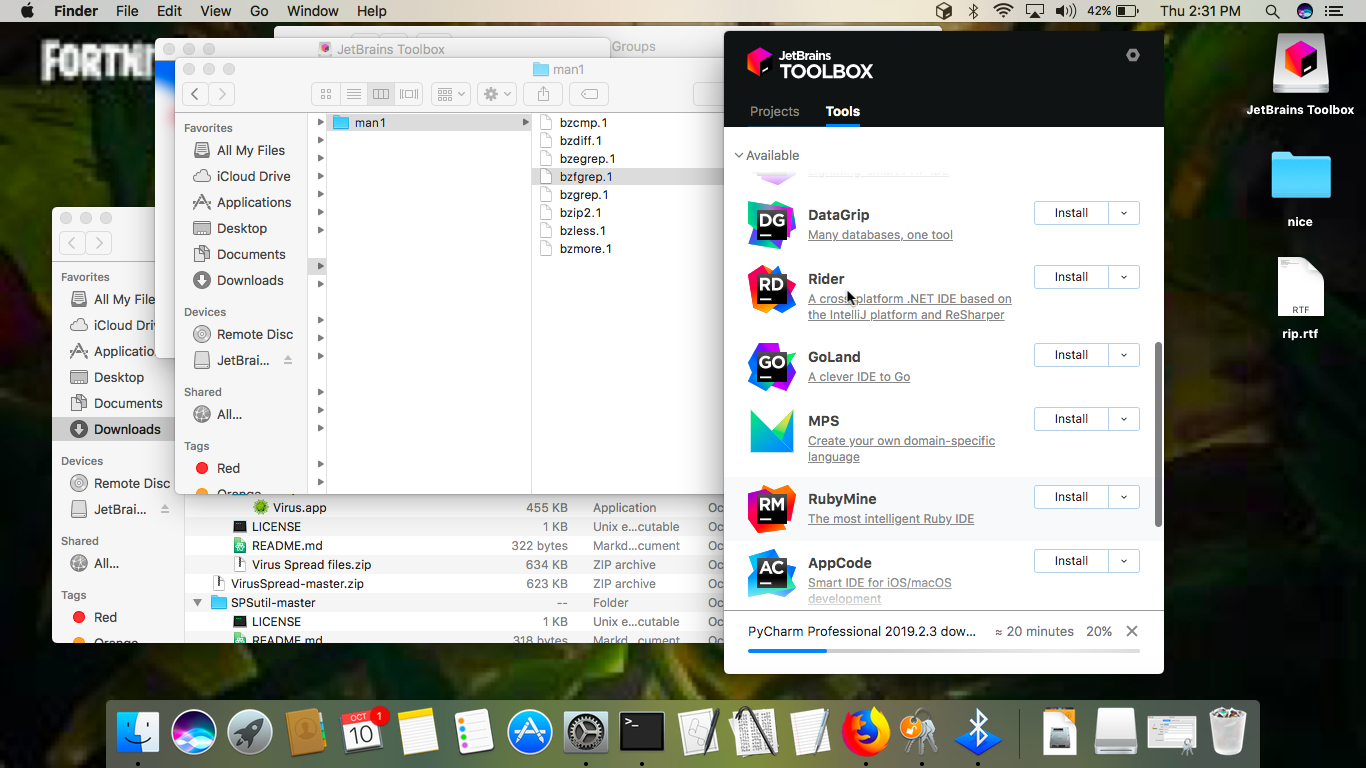 Finder File Edit View Go Window Help 42% Thu 2:31 PM
FORTNI
JetBrains Toolbox
Groups
man1
Favorites
All My Files
iCloud Drive
Applications
Desktop
Documents
Downloads
Devices
Remote Disc
JetBrai...
Shared
All...
Tags
Red
Orange
man1
bzcmp.1
bzdiff.1
bzegrep.1
bzfgrep.1
bzgrep.1
bzip2.1
bzless.1
bzmore.1
Favorites
All My File
iCloud Driv
Applicatio
Desktop
Documents
Downloads
Devices
Remote Disc
JetBrai...
Shared
All...
Tags
Red
Orange
Virus.app 455 KB Application Oc
LICENSE 1 KB Unix e...cutable Oc
README.md 322 bytes Markd...cument Oc
Virus Spread files.zip 634 KB ZIP archive Oc
VirusSpread-master.zip 623 KB ZIP archive Oc
SPSutil-master -- Folder Oc
LICENSE 1 KB Unix e...cutable Oc
README.md 318 bytes Markd...cument Oc
JetBrains
TOOLBOX
Projects Tools
Available
DG
DataGrip
Many databases, one tool
Install
RD
Rider
A cross-platform .NET IDE based on
the IntelliJ platform and ReSharper
Install
GO
GoLand
A clever IDE to Go
Install
MPS
Create your own domain-specific
language
Install
RM
RubyMine
The most intelligent Ruby IDE
Install
AC
AppCode
Smart IDE for iOS/macOS
development
Install
PyCharm Professional 2019.2.3 dow... ≈ 20 minutes 20%
JetBrains Toolbox
nice
RTF
rip.rtf
OCT
10
1